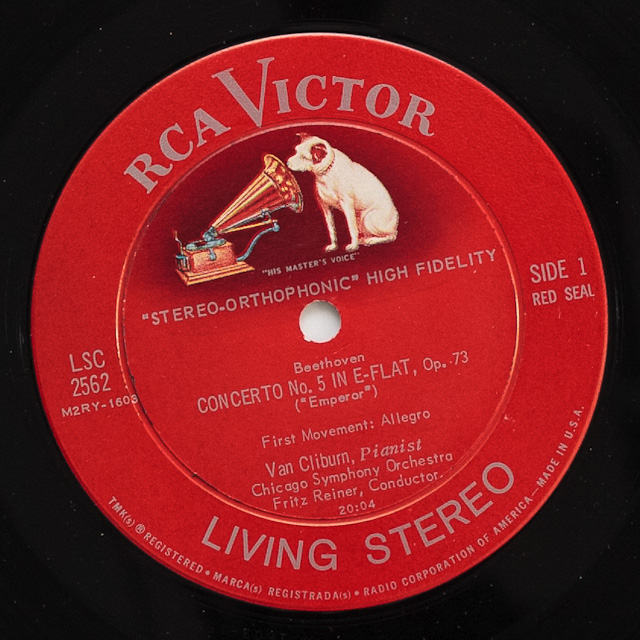 RCA VICTOR
"HIS MASTER'S VOICE"
"STEREO-ORTHOPHONIC" HIGH FIDELITY
SIDE 1
RED SEAL
LSC
2562
M2RY-1603
Beethoven
CONCERTO No. 5 IN E-FLAT, Op. 73
("Emperor")
First Movement: Allegro
Van Cliburn, Pianist
Chicago Symphony Orchestra
Fritz Reiner, Conductor
20:04
LIVING STEREO
TMK(s) ® REGISTERED • MARCA(s) REGISTRADA(s) • RADIO CORPORATION OF AMERICA—MADE IN U.S.A.